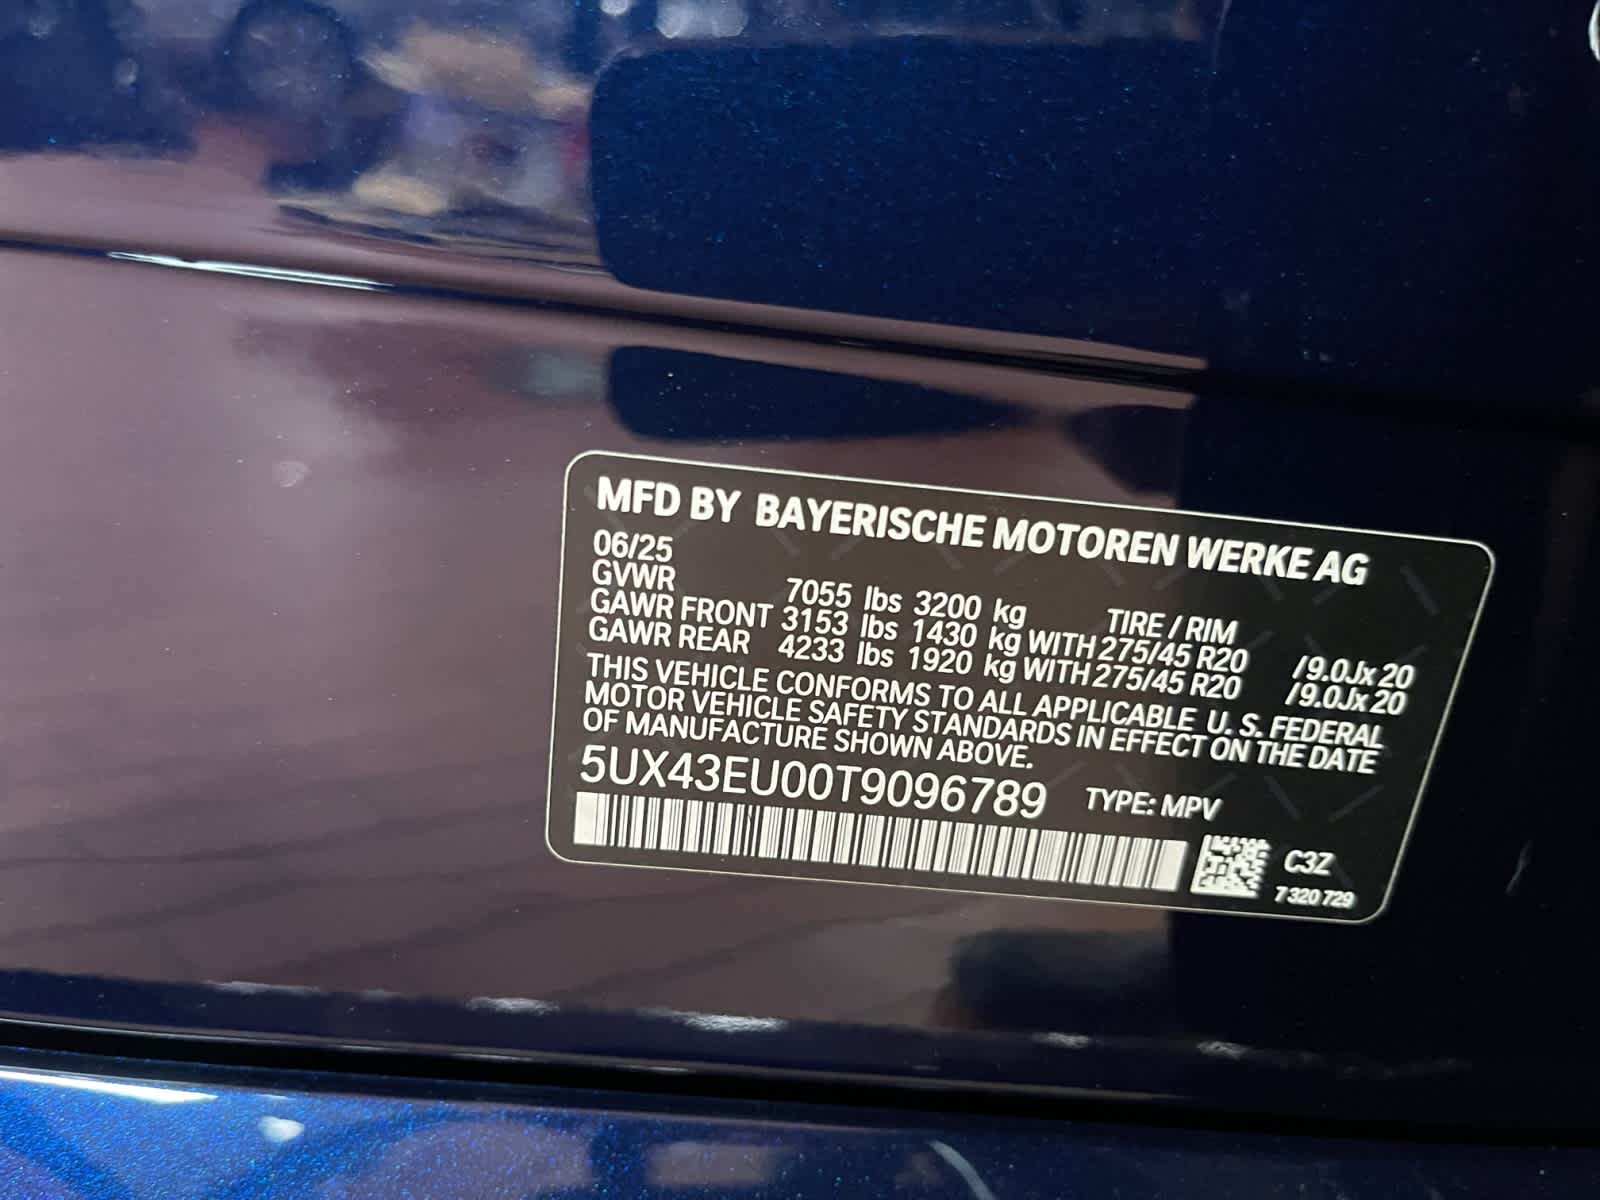 MFD BY BAYERISCHE MOTOREN WERKE AG
06/25
GVWR 7055 lbs 3200 kg TIRE / RIM
GAWR FRONT 3153 lbs 1430 kg WITH 275/45 R20 /9.0Jx20
GAWR REAR 4233 lbs 1920 kg WITH 275/45 R20 /9.0Jx20
THIS VEHICLE CONFORMS TO ALL APPLICABLE U.S. FEDERAL
MOTOR VEHICLE SAFETY STANDARDS IN EFFECT ON THE DATE
OF MANUFACTURE SHOWN ABOVE.
5UX43EU00T9096789 TYPE: MPV
C3Z
7 320 729